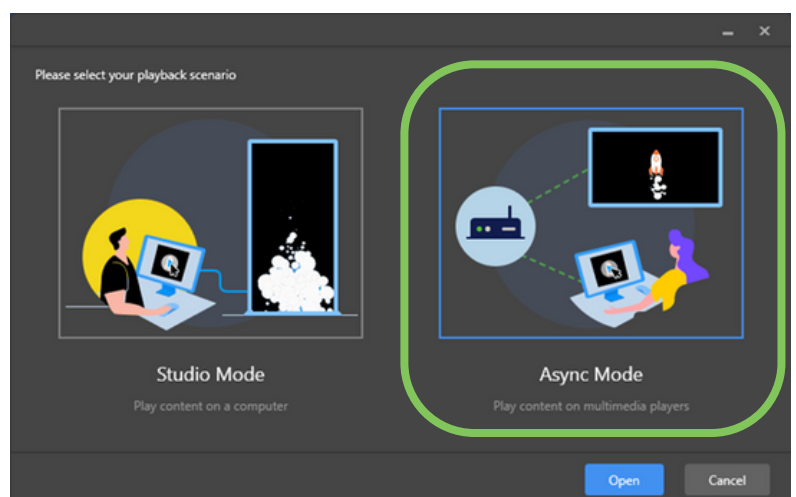 Please select your playback scenario
Studio Mode
Async Mode
Play content on a computer
Play content on multimedia players
Open
Cancel